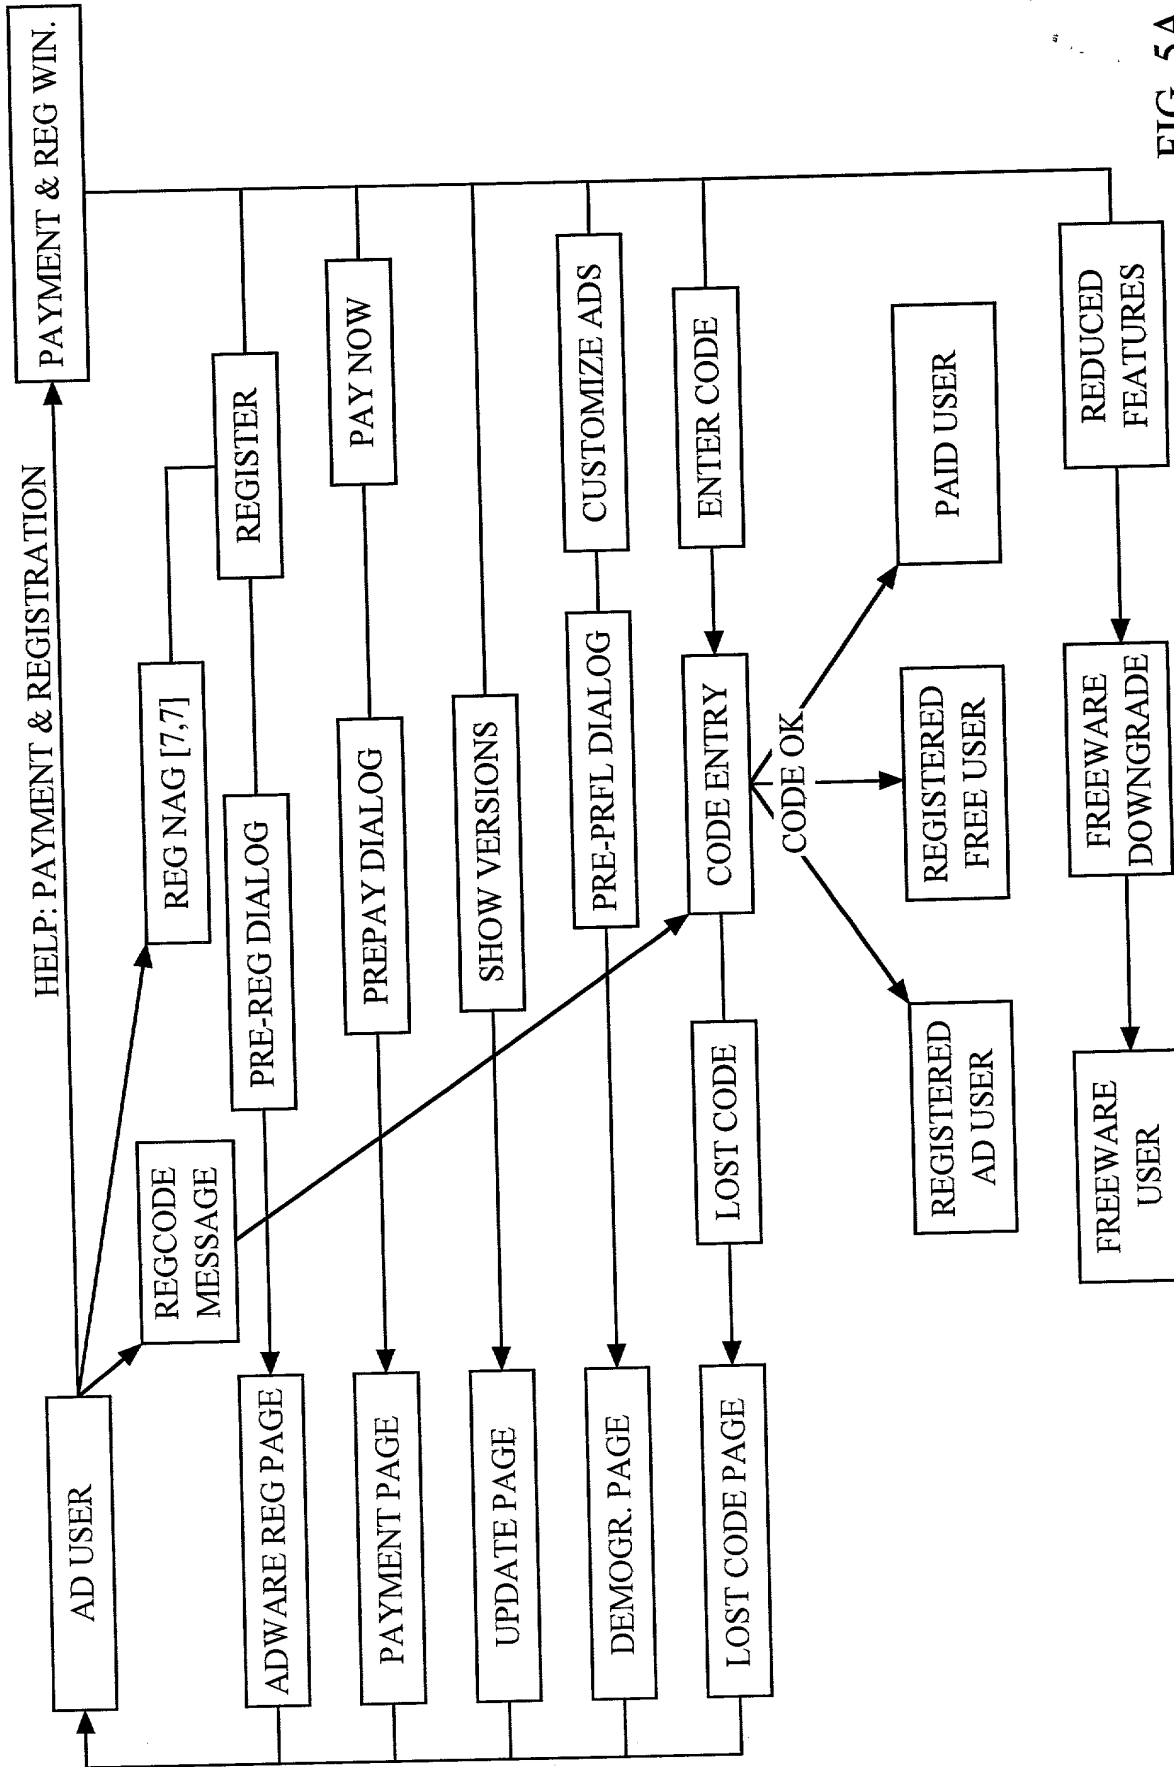 HELP: PAYMENT & REGISTRATION
AD USER
PAYMENT & REG WIN.
REGCODE
MESSAGE
REG NAG [7,7]
ADWARE REG PAGE
PRE-REG DIALOG
REGISTER
PAYMENT PAGE
PREPAY DIALOG
PAY NOW
UPDATE PAGE
SHOW VERSIONS
DEMOGR. PAGE
PRE-PRFL DIALOG
CUSTOMIZE ADS
LOST CODE PAGE
LOST CODE
CODE ENTRY
ENTER CODE
CODE OK
REGISTERED
AD USER
REGISTERED
FREE USER
PAID USER
FREEWARE
USER
FREEWARE
DOWNGRADE
REDUCED
FEATURES
FIG. 5A